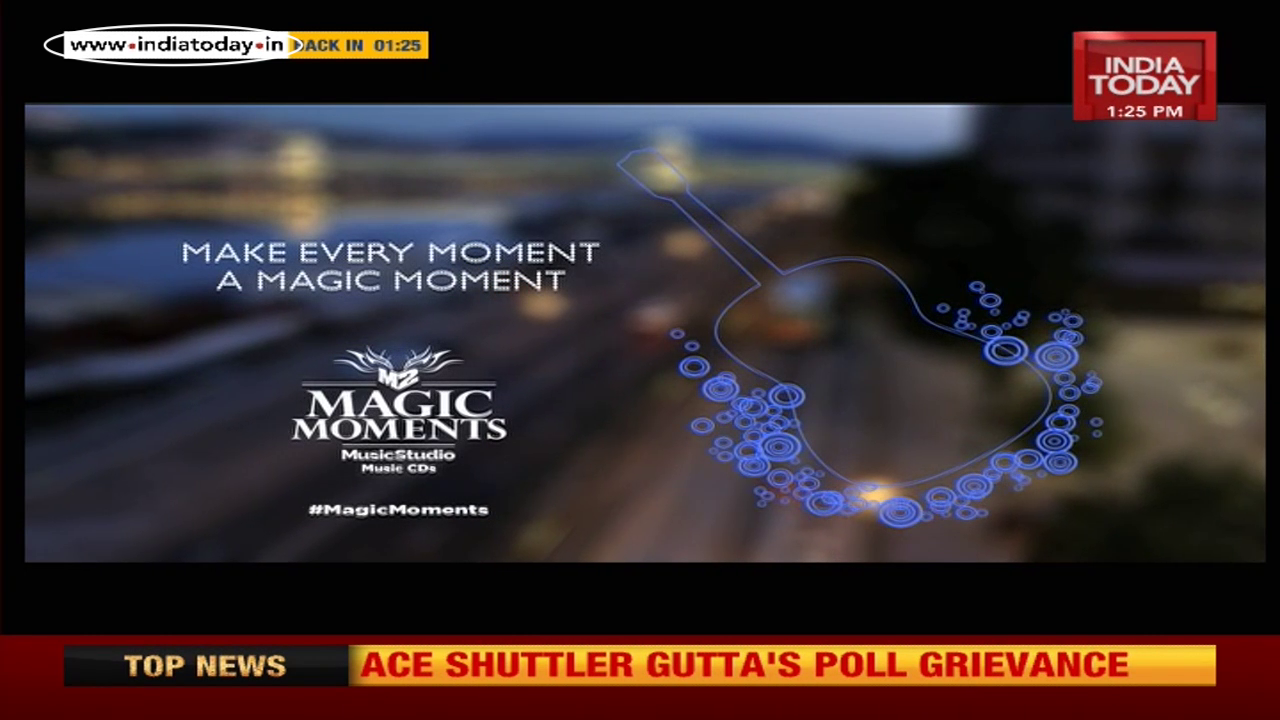 www.indiatoday.in
BACK IN 01:25
INDIA
TODAY
1:25 PM
MAKE EVERY MOMENT
A MAGIC MOMENT
M2
MAGIC
MOMENTS
MusicStudio
Music CDs
#MagicMoments
TOP NEWS
ACE SHUTTLER GUTTA'S POLL GRIEVANCE